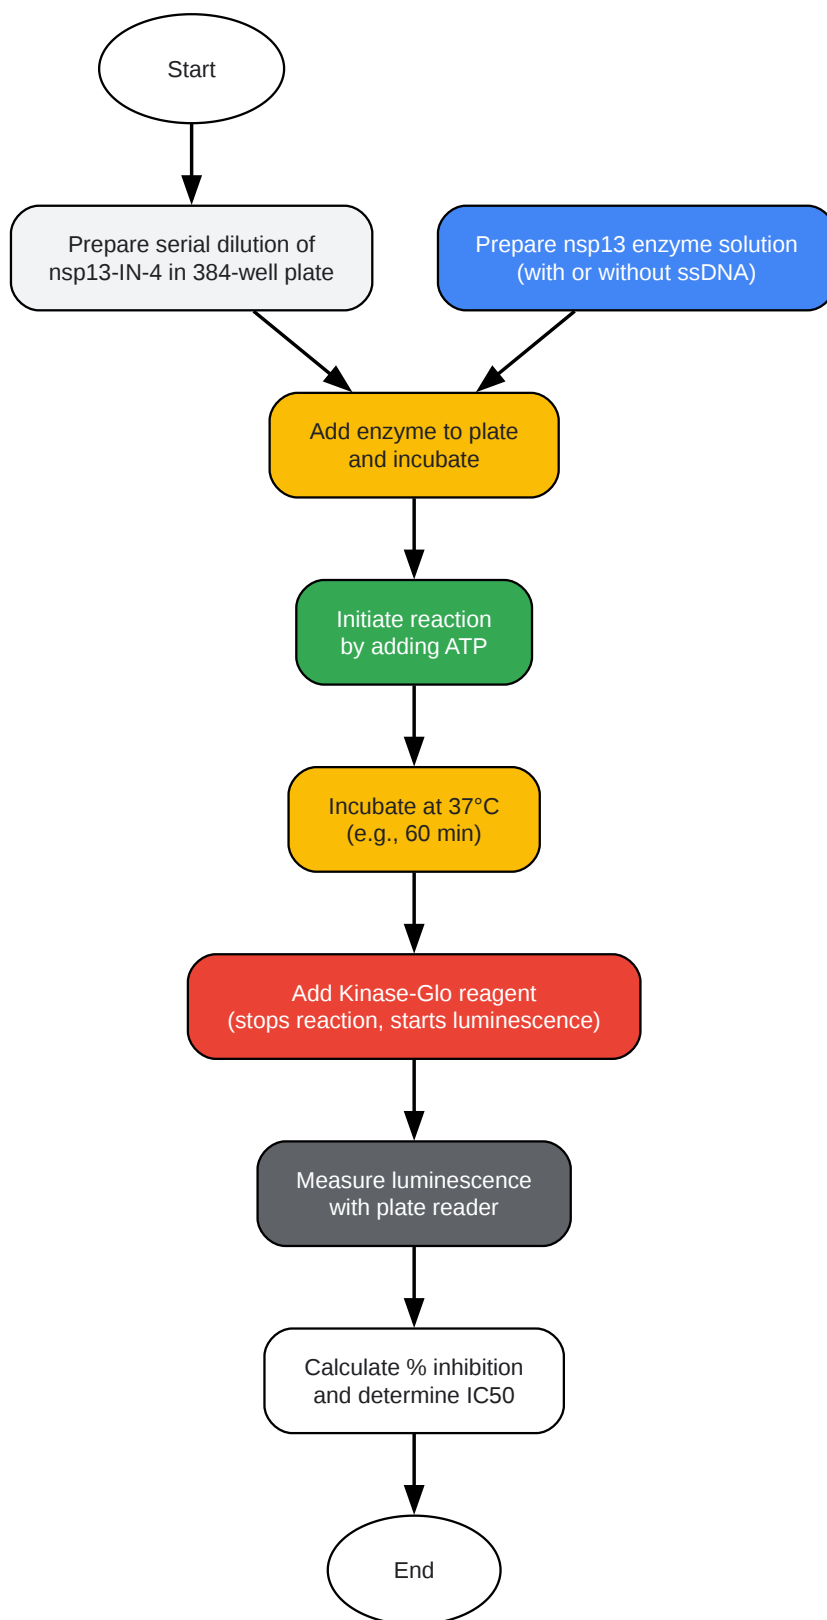 Start
Prepare serial dilution of
nsp13-IN-4 in 384-well plate
Prepare nsp13 enzyme solution
(with or without ssDNA)
Add enzyme to plate
and incubate
Initiate reaction
by adding ATP
Incubate at 37°C
(e.g., 60 min)
Add Kinase-Glo reagent
(stops reaction, starts luminescence)
Measure luminescence
with plate reader
Calculate % inhibition
and determine IC50
End